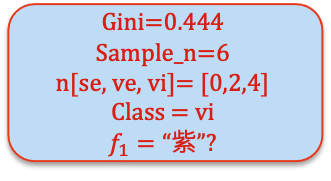 Gini=0.444
Sample_n=6
n[se, ve, vi]= [0,2,4]
Class = vi
f₁ = “紫”?